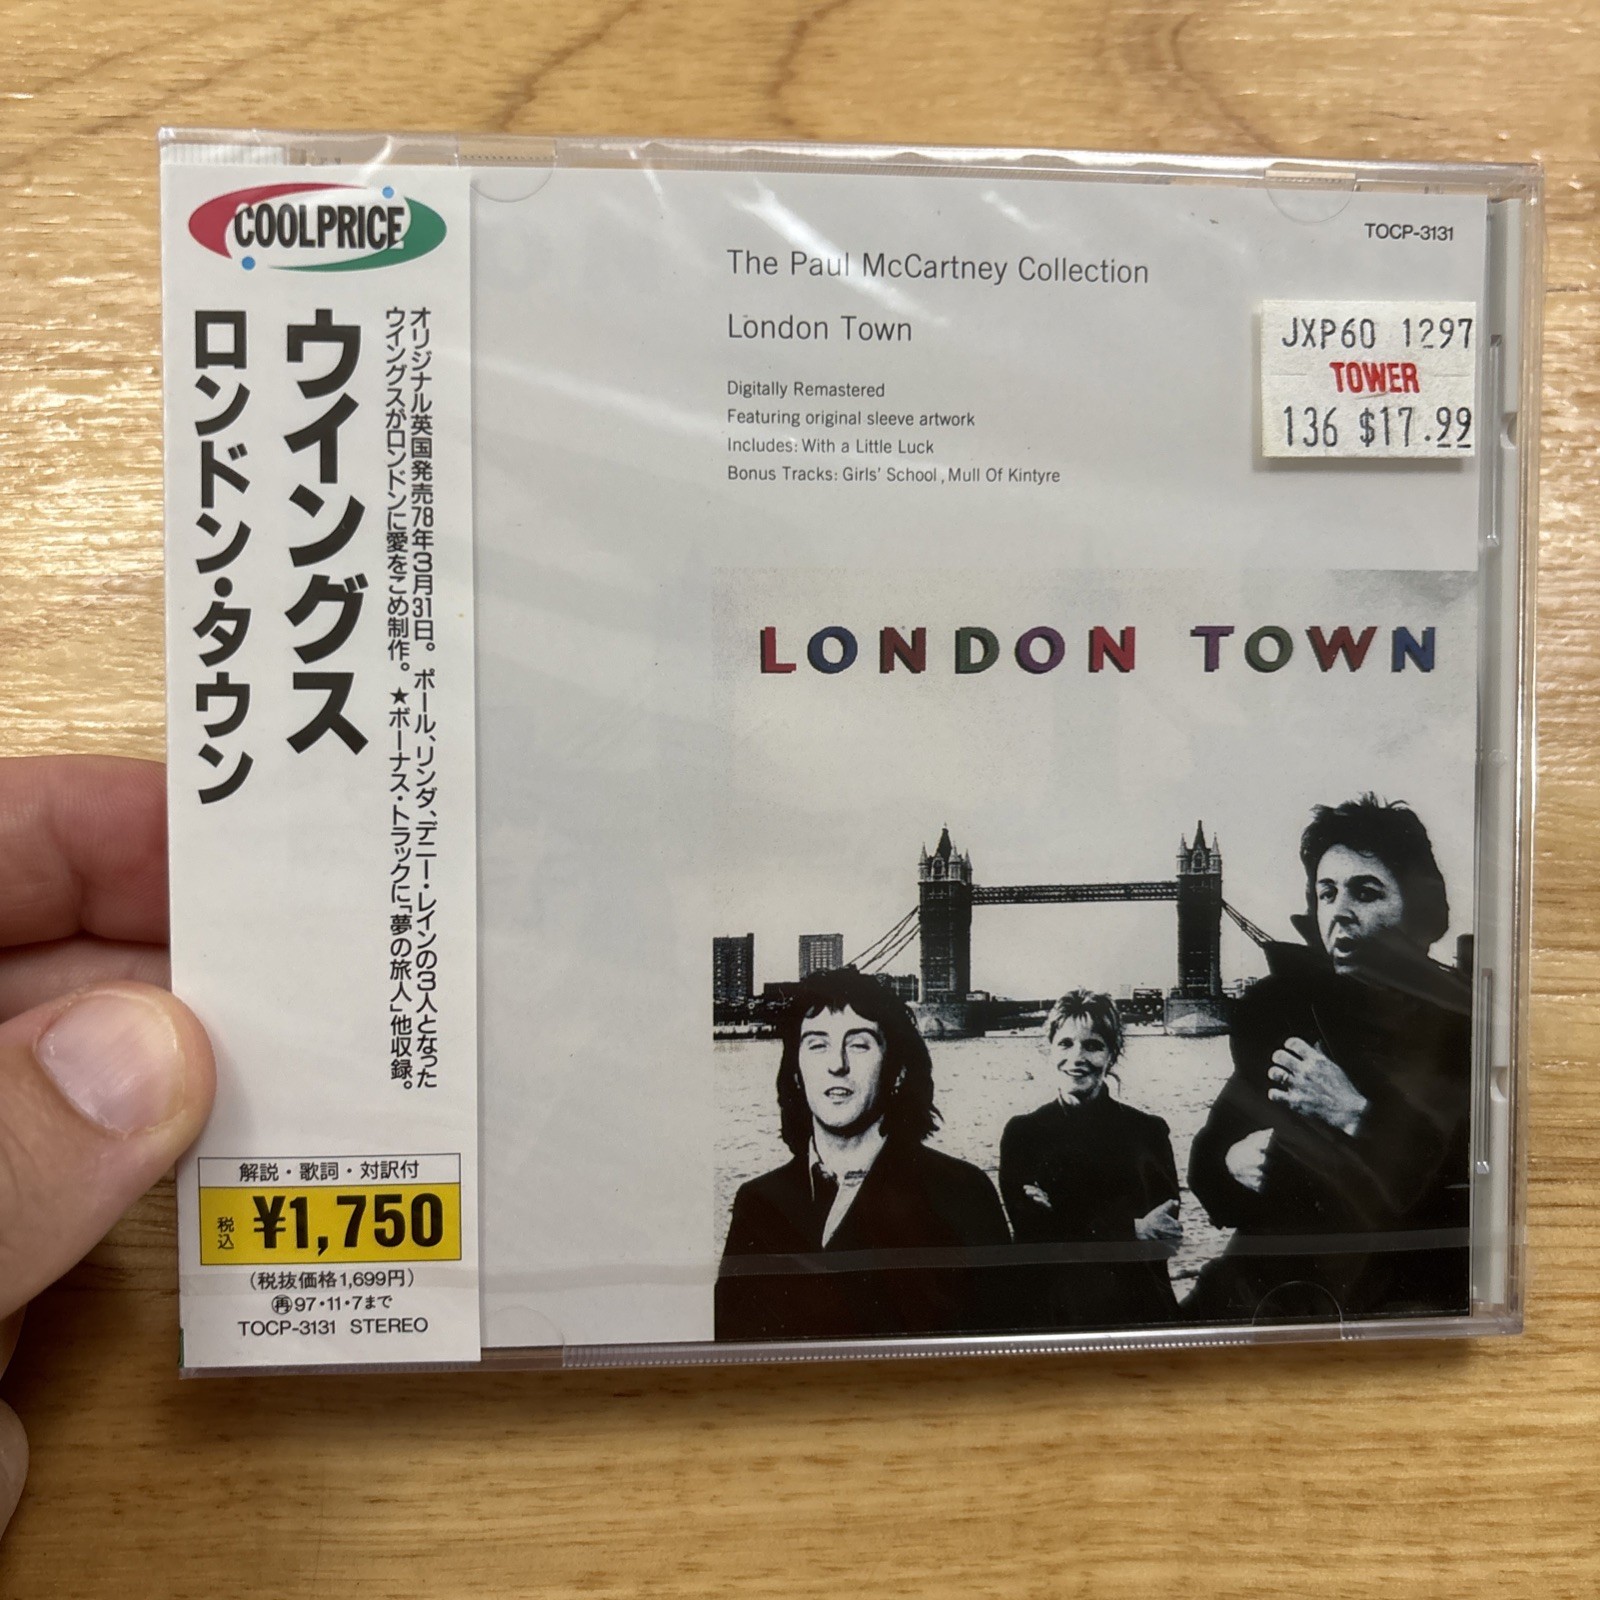 COOLPRICE
オリジナル英国発売78年3月31日。ポール、リンダ、デニー・レインの3人となった
ウイングスがロンドンに愛をこめ制作。★ボーナス・トラックに「夢の旅人」他収録。
ウイングス
ロンドン・タウン
解説・歌詞・対訳付
税込 ¥1,750
(税抜価格1,699円)
再97・11・7まで
TOCP-3131 STEREO
TOCP-3131
The Paul McCartney Collection
London Town
Digitally Remastered
Featuring original sleeve artwork
Includes: With a Little Luck
Bonus Tracks: Girls' School, Mull Of Kintyre
JXP60 1297
TOWER
136 $17.99
LONDON TOWN